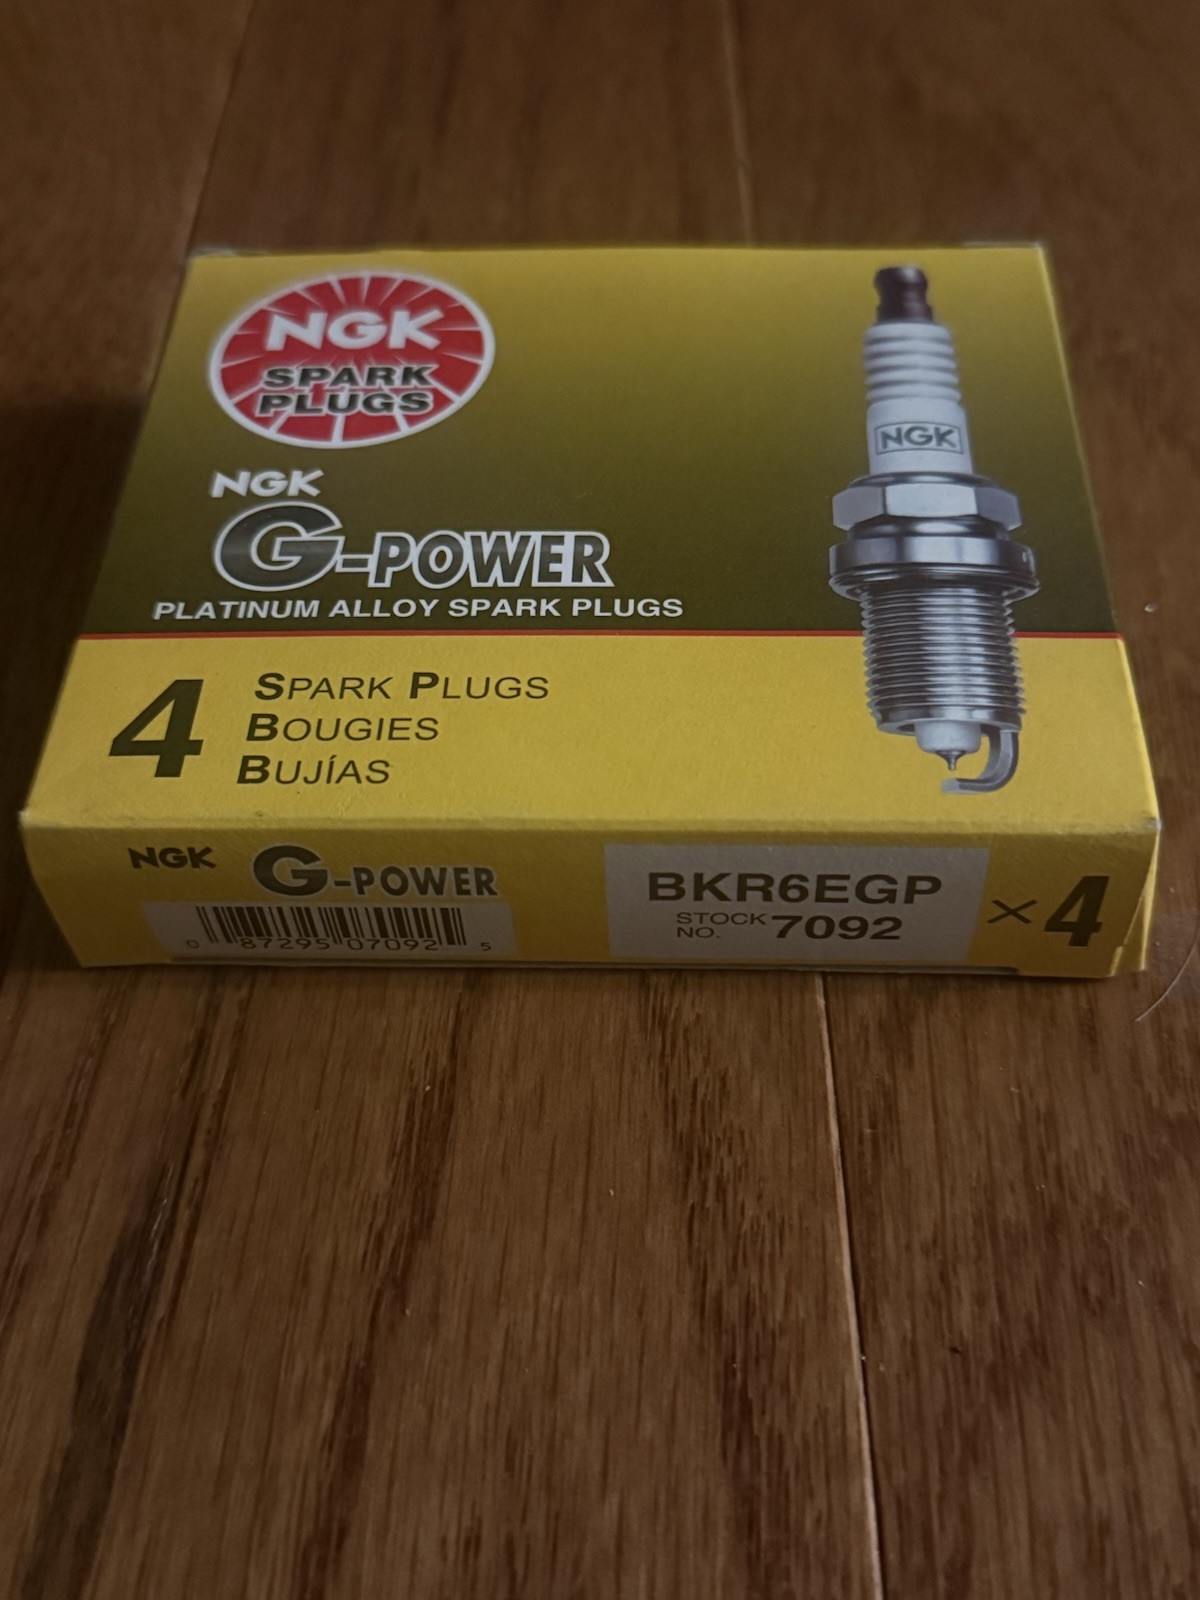 NGK
SPARK
PLUGS
NGK
NGK
G-POWER
PLATINUM ALLOY SPARK PLUGS
4 SPARK PLUGS
BOUGIES
BUJÍAS
NGK G-POWER
0 87295 07092 5
BKR6EGP
STOCK NO. 7092
×4